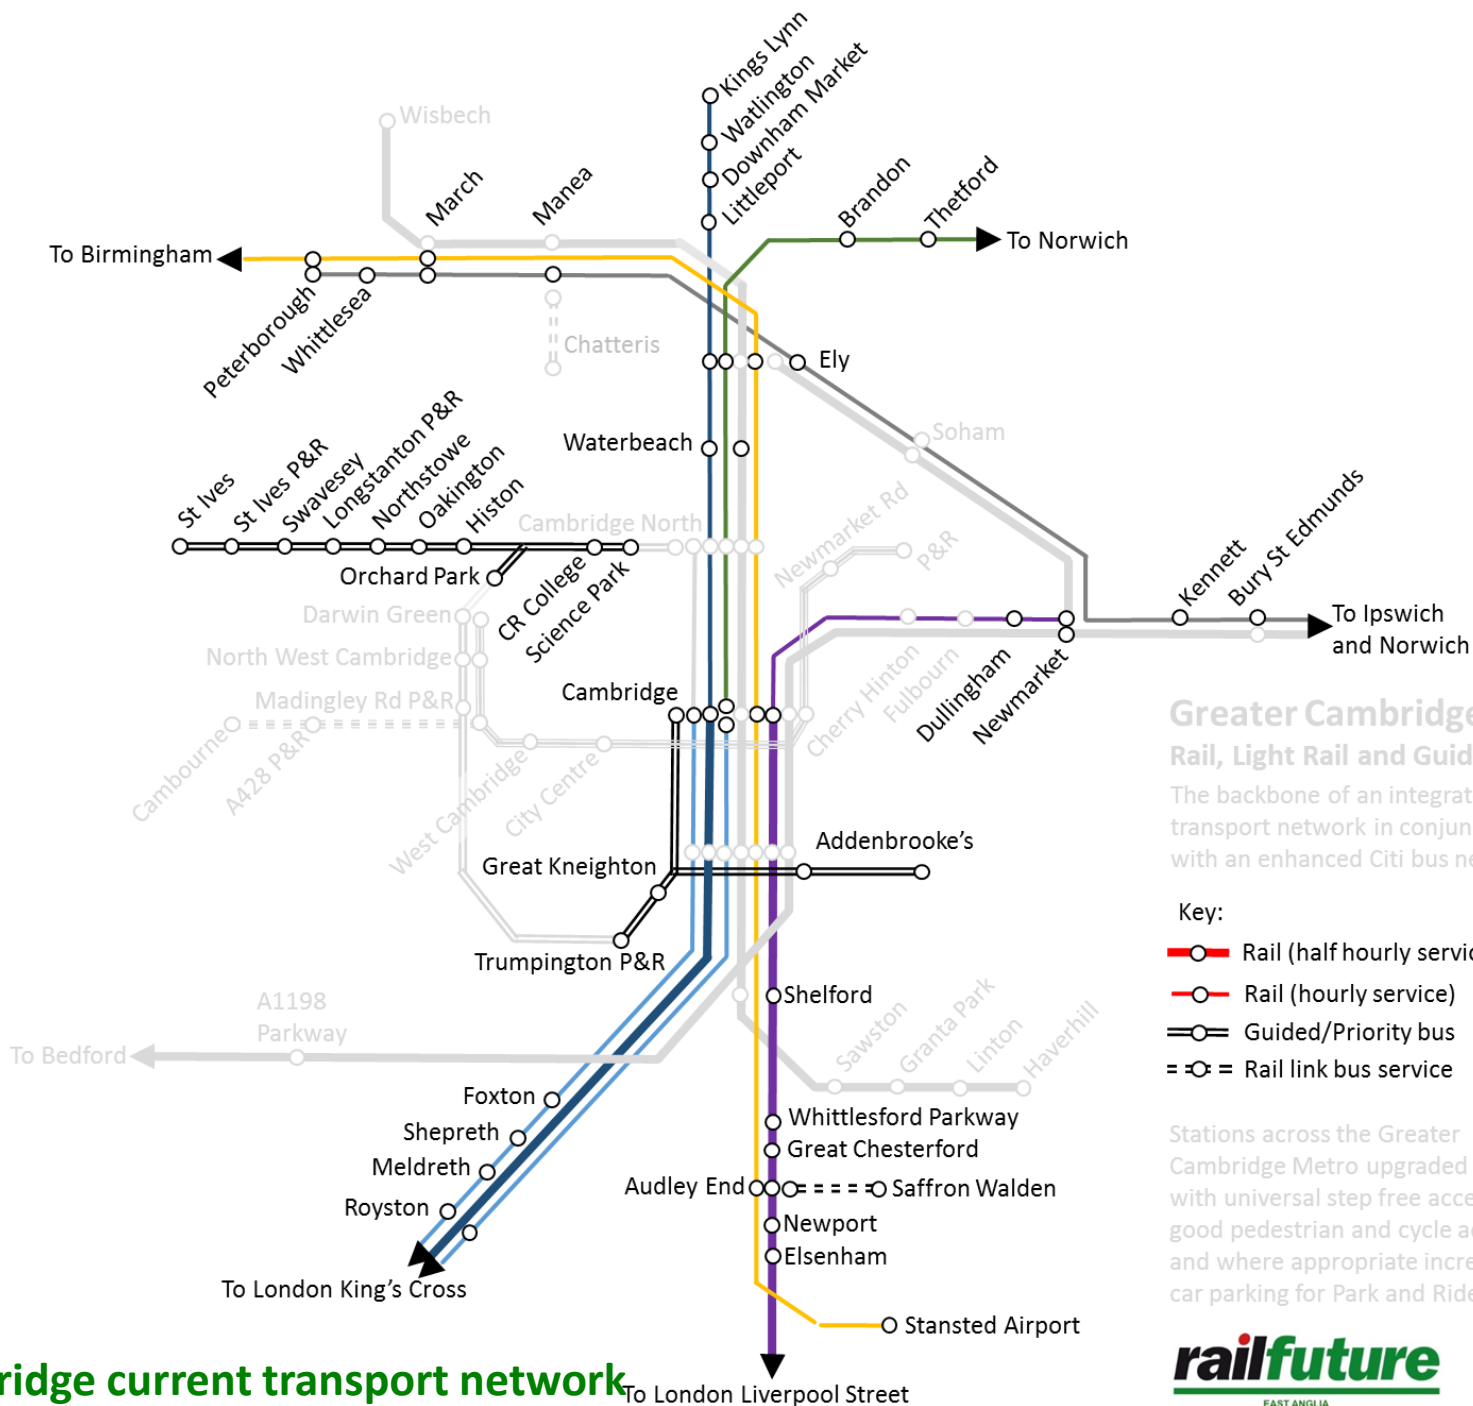 Kings Lynn
Watlington
Downham Market
Littleport
Wisbech
March
Manea
Brandon
Thetford
To Birmingham
To Norwich
Peterborough
Whittlesea
Chatteris
Ely
Waterbeach
Soham
St Ives
St Ives P&R
Swavesey
Longstanton P&R
Northstowe
Oakington
Histon
Cambridge North
Newmarket Rd
P&R
Orchard Park
CR College
Science Park
Kennett
Bury St Edmunds
To Ipswich
and Norwich
Darwin Green
North West Cambridge
Madingley Rd P&R
Cambridge
Cherry Hinton
Fulbourn
Dullingham
Newmarket
Cambourne
A428 P&R
West Cambridge
City Centre
Great Kneighton
Addenbrooke's
Trumpington P&R
Greater Cambridge
Rail, Light Rail and Guid
The backbone of an integrat
transport network in conjun
with an enhanced Citi bus ne
Key:
Rail (half hourly servic
Rail (hourly service)
Guided/Priority bus
Rail link bus service
A1198
Parkway
To Bedford
Shelford
Sawston
Granta Park
Linton
Haverhill
Foxton
Shepreth
Meldreth
Royston
To London King's Cross
Whittlesford Parkway
Great Chesterford
Audley End
Saffron Walden
Newport
Elsenham
Stansted Airport
To London Liverpool Street
Stations across the Greater
Cambridge Metro upgraded
with universal step free acce
good pedestrian and cycle a
and where appropriate incre
car parking for Park and Ride
ridge current transport network
railfuture
EAST ANGLIA